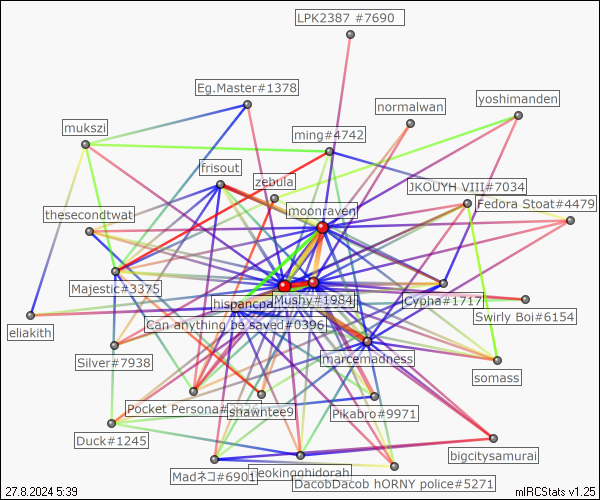 LPK2387 #7690
Eg.Master#1378
yoshimanden
normalwan
mukszi
ming#4742
frisout
zebula
JKOUYH VIII#7034
Fedora Stoat#4479
moonraven
thesecondtwat
Majestic#3375
Mushy#1984
Cypha#1717
hispancpa
Swirly Boi#6154
Can anything be saved#0396
eliakith
marcemadness
Silver#7938
somass
Pocket Persona#
shawntee9
Pikabro#9971
Duck#1245
bigcitysamurai
Madネコ#6901
neokingghidorah
DacobDacob hORNY police#5271
27.8.2024 5:39
mIRCStats v1.25